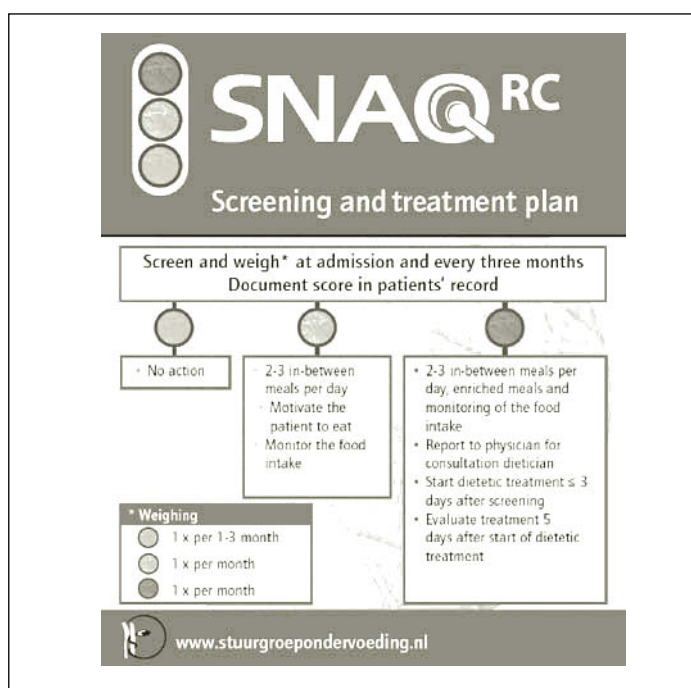 SNAQ RC
Screening and treatment plan
Screen and weigh* at admission and every three months
Document score in patients' record
· No action
· 2-3 in-between
meals per day
· Motivate the
patient to eat
· Monitor the food
intake
• 2-3 in-between meals per
day, enriched meals and
monitoring of the food
intake
• Report to physician for
consultation dietician
• Start dietetic treatment ≤ 3
days after screening
• Evaluate treatment 5
days after start of dietetic
treatment
* Weighing
1 x per 1-3 month
1 x per month
1 x per month
www.stuurgroepondervoeding.nl